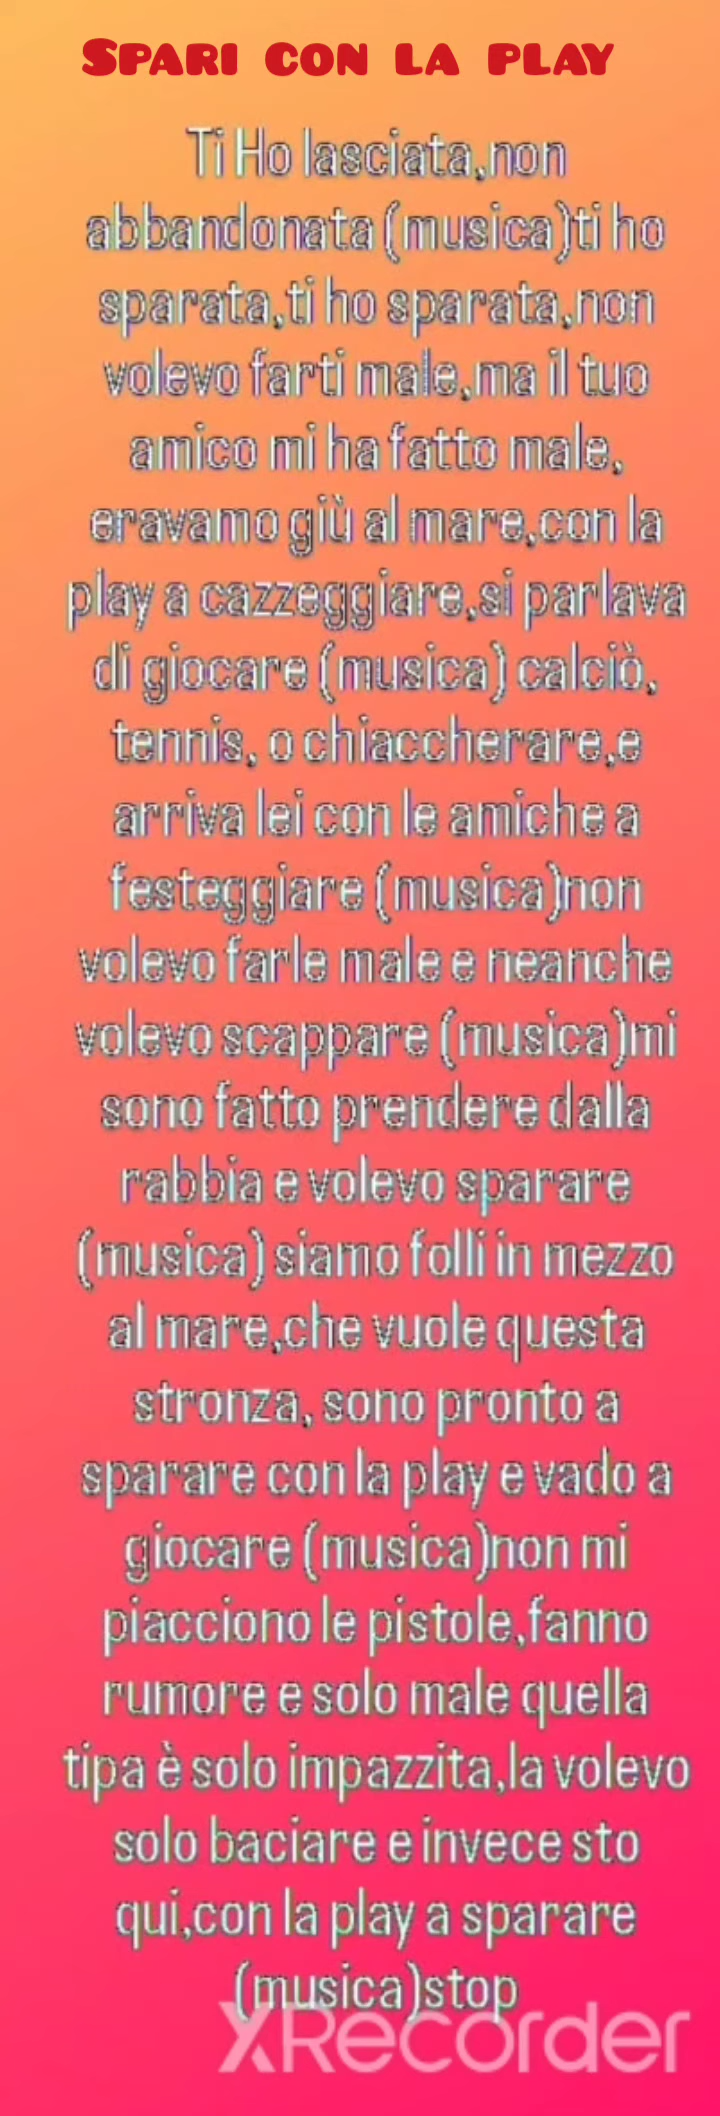 Spari con la play
Ti Ho lasciata,non
abbandonata (musica)ti ho
sparata,ti ho sparata,non
volevo farti male,ma il tuo
amico mi ha fatto male,
eravamo giù al mare,con la
play a cazzeggiare,si parlava
di giocare (musica) calciò,
tennis, o chiaccherare,e
arriva lei con le amiche a
festeggiare (musica)non
volevo farle male e neanche
volevo scappare (musica)mi
sono fatto prendere dalla
rabbia e volevo sparare
(musica) siamo folli in mezzo
al mare,che vuole questa
stronza, sono pronto a
sparare con la play e vado a
giocare (musica)non mi
piacciono le pistole,fanno
rumore e solo male quella
tipa è solo impazzita,la volevo
solo baciare e invece sto
qui,con la play a sparare
(musica)stop
XRecorder